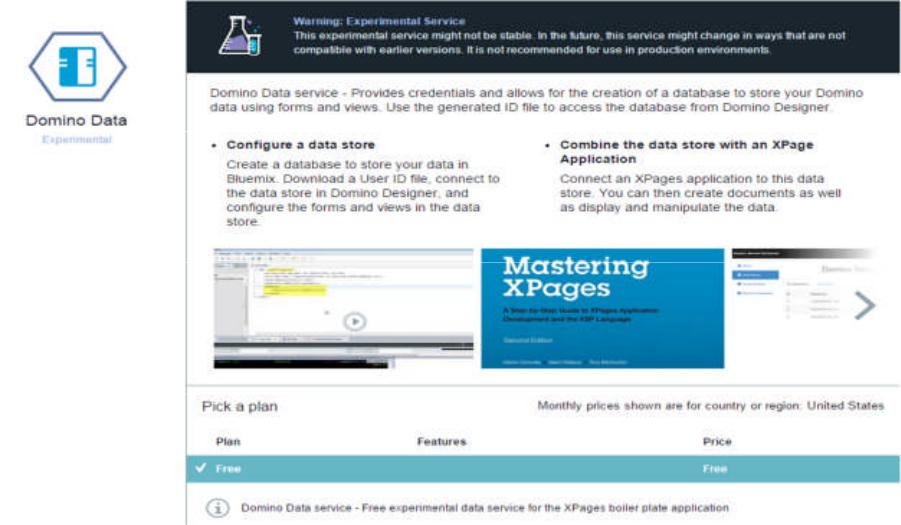 Domino Data
Experimental
Warning: Experimental Service
This experimental service might not be stable. In the future, this service might change in ways that are not
compatible with earlier versions. It is not recommended for use in production environments.
Domino Data service - Provides credentials and allows for the creation of a database to store your Domino
data using forms and views. Use the generated ID file to access the database from Domino Designer.
• Configure a data store
Create a database to store your data in
Bluemix. Download a User ID file, connect to
the data store in Domino Designer, and
configure the forms and views in the data
store.
• Combine the data store with an XPage
Application
Connect an XPages application to this data
store. You can then create documents as well
as display and manipulate the data.
Mastering
XPages
A Step-by-Step Guide to XPages Application
Development and the XSP Language
Second Edition
Pick a plan
Monthly prices shown are for country or region: United States
Plan Features Price
Free Free
Domino Data service - Free experimental data service for the XPages boiler plate application